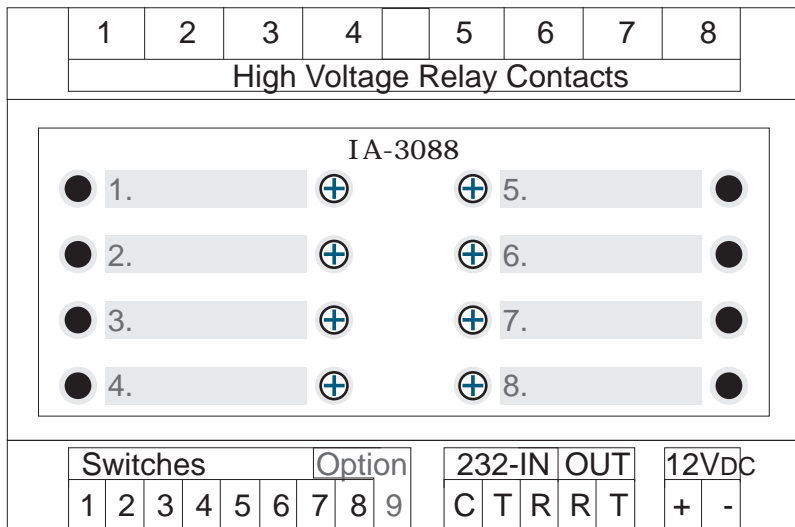 1 2 3 4 5 6 7 8
High Voltage Relay Contacts
IA-3088
1. 5.
2. 6.
3. 7.
4. 8.
Switches Option 232-IN OUT 12VDC
1 2 3 4 5 6 7 8 9 C T R R T + -